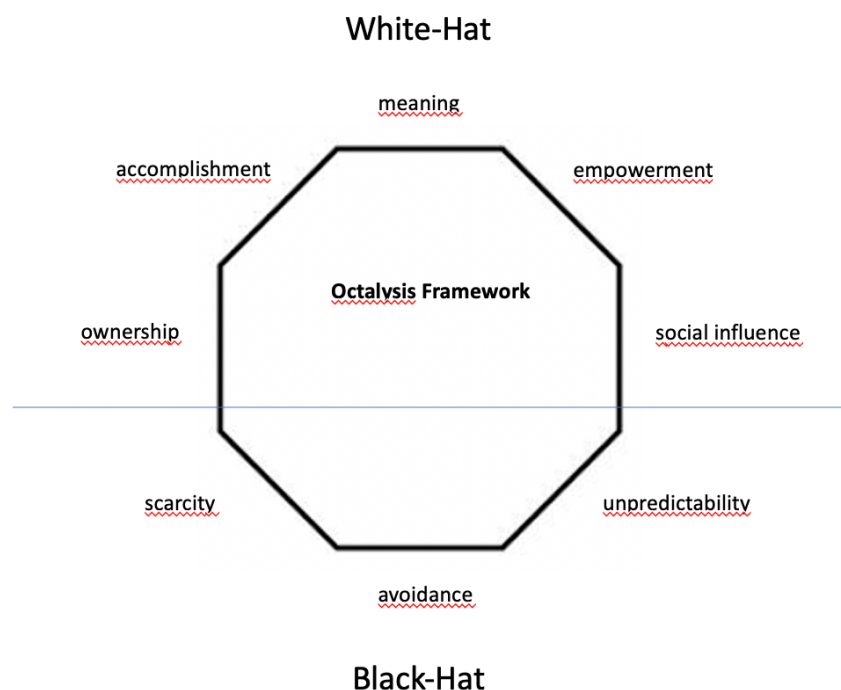 White-Hat
meaning
accomplishment
empowerment
Octalysis Framework
ownership
social influence
scarcity
unpredictability
avoidance
Black-Hat